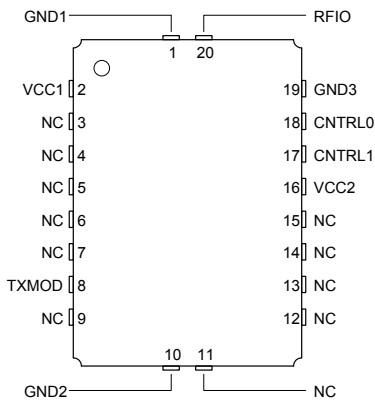 GND1 RFIO
1 20
VCC1 2 19 GND3
NC 3 18 CNTRL0
NC 4 17 CNTRL1
NC 5 16 VCC2
NC 6 15 NC
NC 7 14 NC
TXMOD 8 13 NC
NC 9 12 NC
10 11
GND2 NC